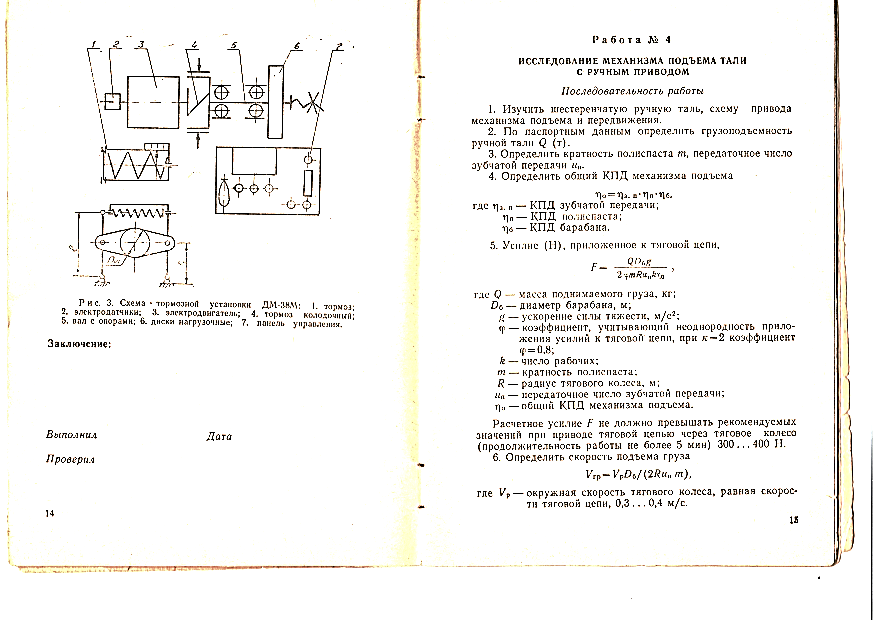 1 2 3 4 5 6 7
Рис. 3. Схема тормозной установки ДМ-38М: 1. тормоз;
2. электродатчики; 3. электродвигатель; 4. тормоз колодочный;
5. вал с опорами; 6. диски нагрузочные; 7. панель управления.
Заключение:
Выполнил Дата
Проверил
14
Работа № 4
ИССЛЕДОВАНИЕ МЕХАНИЗМА ПОДЪЕМА ТАЛИ
С РУЧНЫМ ПРИВОДОМ
Последовательность работы
1. Изучить шестеренчатую ручную таль, схему привода
механизма подъема и передвижения.
2. По паспортным данным определить грузоподъемность
ручной тали Q (т).
3. Определить кратность полиспаста m, передаточное число
зубчатой передачи uп.
4. Определить общий КПД механизма подъема
ηо=ηз. п·ηп·ηб,
где ηз. п — КПД зубчатой передачи;
ηп — КПД полиспаста;
ηб — КПД барабана.
5. Усилие (Н), приложенное к тяговой цепи,
F = QDбg / 2φmRuпkηо ,
где Q — масса поднимаемого груза, кг;
Dб — диаметр барабана, м;
g — ускорение силы тяжести, м/с²;
φ — коэффициент, учитывающий неоднородность прило-
жения усилий к тяговой цепи, при к=2 коэффициент
φ=0,8;
k — число рабочих;
m — кратность полиспаста;
R — радиус тягового колеса, м;
uп — передаточное число зубчатой передачи;
ηо — общий КПД механизма подъема.
Расчетное усилие F не должно превышать рекомендуемых
значений при приводе тяговой цепью через тяговое колесо
(продолжительность работы не более 5 мин) 300...400 Н.
6. Определить скорость подъема груза
Vгр=VрDб/(2Ruп m),
где Vр — окружная скорость тягового колеса, равная скорос-
ти тяговой цепи, 0,3...0,4 м/с.
15